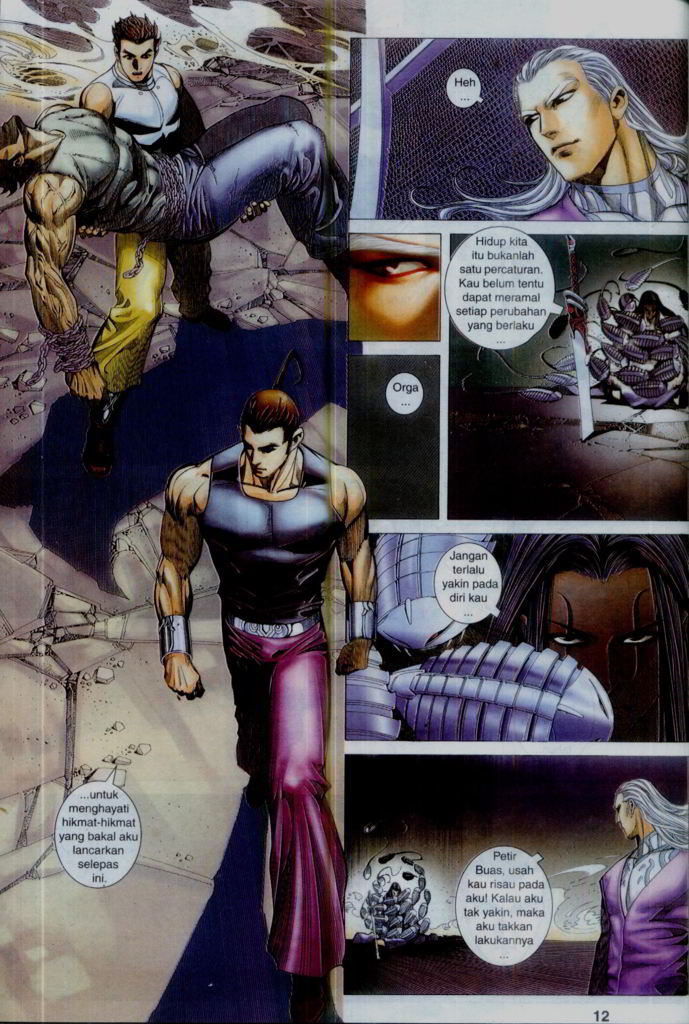 Heh
...
Hidup kita
itu bukanlah
satu percaturan.
Kau belum tentu
dapat meramal
setiap perubahan
yang berlaku
...
Orga
...
Jangan
terlalu
yakin pada
diri kau
...
Petir
Buas, usah
kau risau pada
aku! Kalau aku
tak yakin, maka
aku takkan
lakukannya
...
...untuk
menghayati
hikmat-hikmat
yang bakal aku
lancarkan
selepas
ini.
12